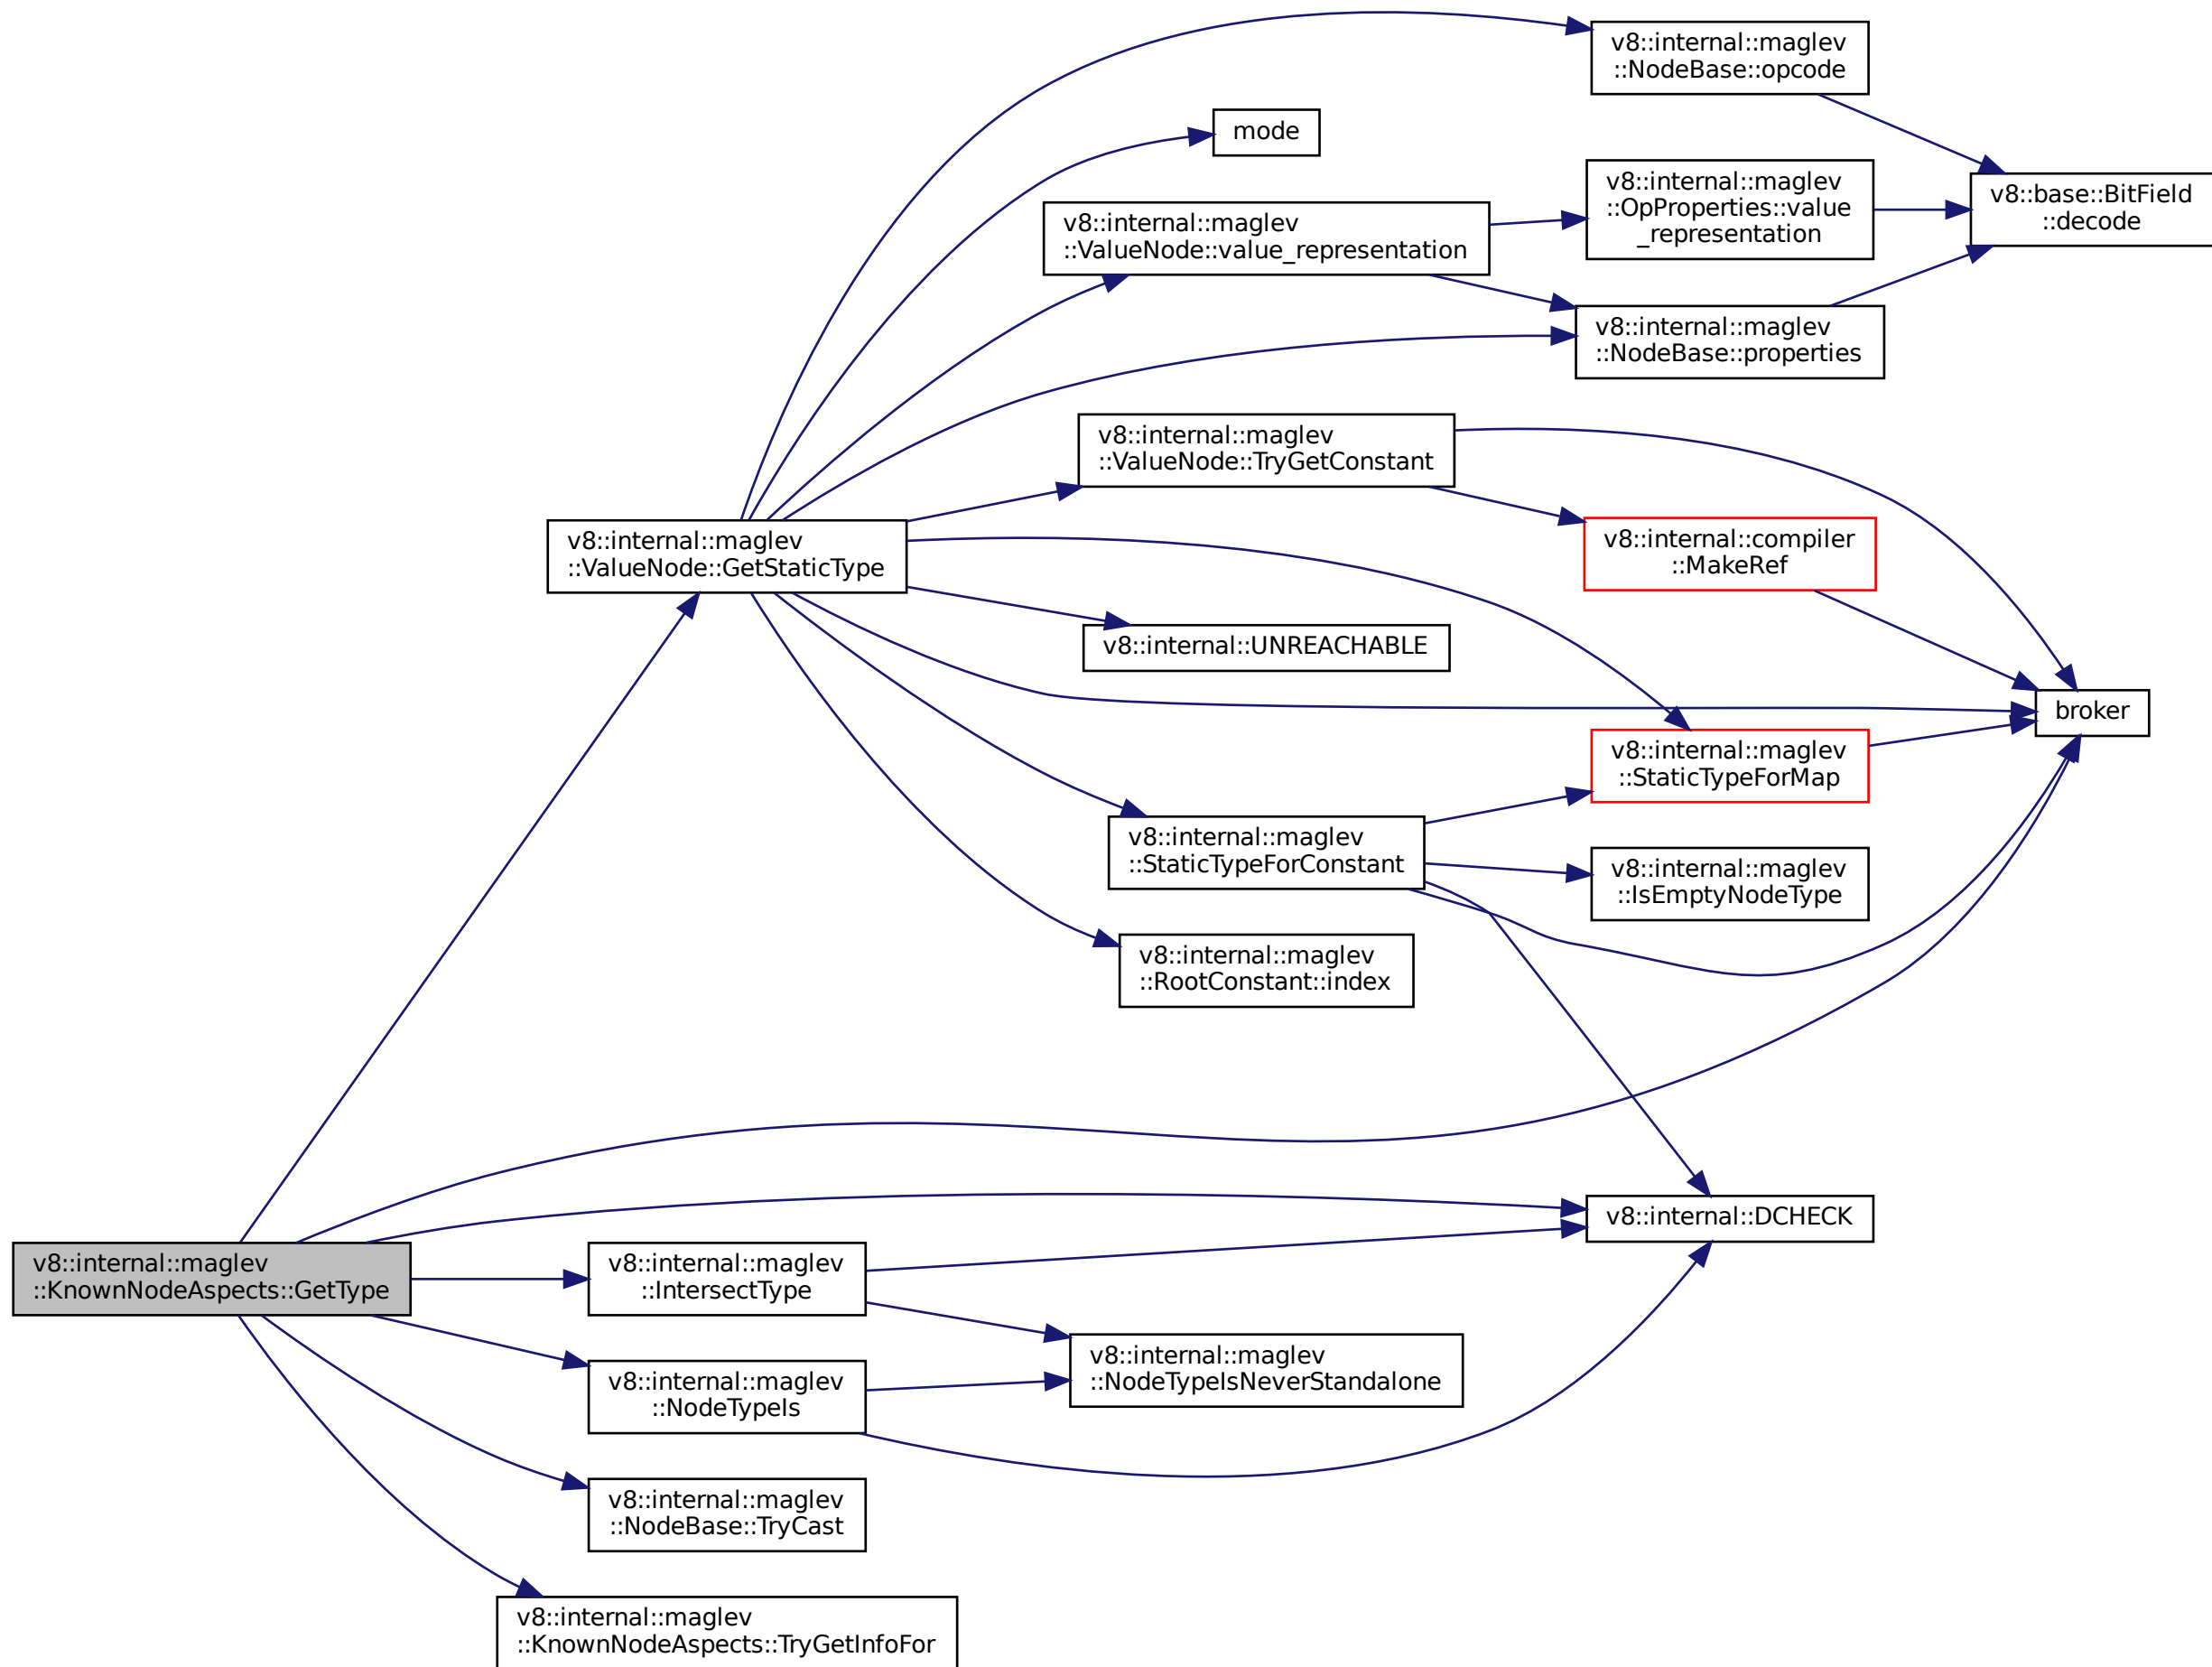 v8::internal::maglev
::NodeBase::opcode
mode
v8::internal::maglev
::OpProperties::value
_representation
v8::base::BitField
::decode
v8::internal::maglev
::ValueNode::value_representation
v8::internal::maglev
::NodeBase::properties
v8::internal::maglev
::ValueNode::TryGetConstant
v8::internal::maglev
::ValueNode::GetStaticType
v8::internal::compiler
::MakeRef
v8::internal::UNREACHABLE
broker
v8::internal::maglev
::StaticTypeForMap
v8::internal::maglev
::StaticTypeForConstant
v8::internal::maglev
::IsEmptyNodeType
v8::internal::maglev
::RootConstant::index
v8::internal::DCHECK
v8::internal::maglev
::KnownNodeAspects::GetType
v8::internal::maglev
::IntersectType
v8::internal::maglev
::NodeTypeIsNeverStandalone
v8::internal::maglev
::NodeTypeIs
v8::internal::maglev
::NodeBase::TryCast
v8::internal::maglev
::KnownNodeAspects::TryGetInfoFor